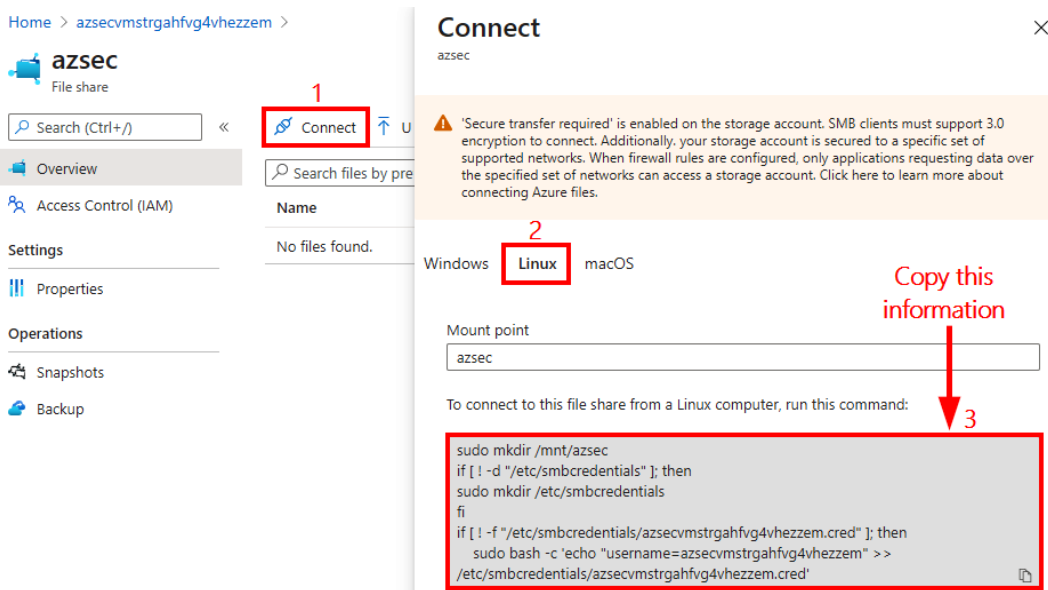 Home > azsecvmstrgahfvg4vhezzem >
azsec
File share
Search (Ctrl+/)
«
Overview
Access Control (IAM)
Settings
Properties
Operations
Snapshots
Backup
1
Connect
U
Search files by pre
Name
No files found.
Connect
azsec
'Secure transfer required' is enabled on the storage account. SMB clients must support 3.0
encryption to connect. Additionally, your storage account is secured to a specific set of
supported networks. When firewall rules are configured, only applications requesting data over
the specified set of networks can access a storage account. Click here to learn more about
connecting Azure files.
2
Windows Linux macOS
Copy this
information
Mount point
azsec
To connect to this file share from a Linux computer, run this command:
3
sudo mkdir /mnt/azsec
if [ ! -d "/etc/smbcredentials" ]; then
sudo mkdir /etc/smbcredentials
fi
if [ ! -f "/etc/smbcredentials/azsecvmstrgahfvg4vhezzem.cred" ]; then
sudo bash -c 'echo "username=azsecvmstrgahfvg4vhezzem" >>
/etc/smbcredentials/azsecvmstrgahfvg4vhezzem.cred'